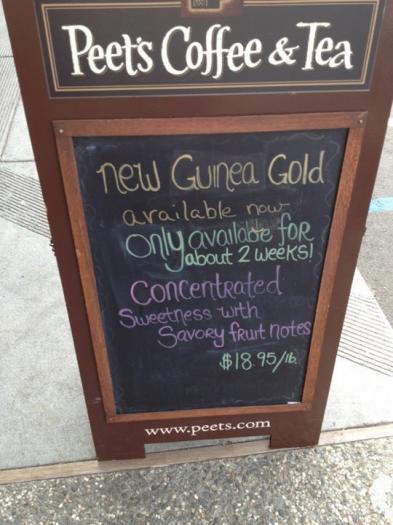 Peet's Coffee & Tea
new Guinea Gold
available now
only available for
about 2 weeks!
Concentrated
Sweetness with
Savory fruit notes
$18.95/lb.
www.peets.com